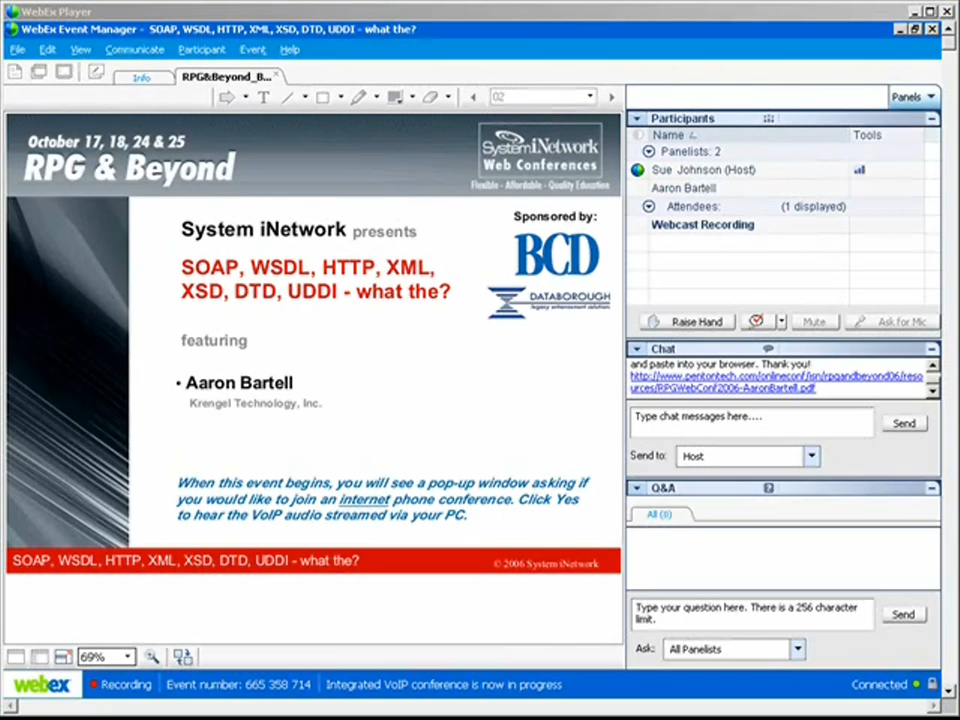 WebEx Player
WebEx Event Manager - SOAP, WSDL, HTTP, XML, XSD, DTD, UDDI - what the?
File Edit View Communicate Participant Event Help
Info RPG&Beyond_B...
02
Panels
October 17, 18, 24 & 25
RPG & Beyond
System iNetwork
Web Conferences
Flexible - Affordable - Quality Education
System iNetwork presents
SOAP, WSDL, HTTP, XML,
XSD, DTD, UDDI - what the?
featuring
• Aaron Bartell
Krengel Technology, Inc.
Sponsored by:
BCD
DATABOROUGH
legacy enhancement solutions
When this event begins, you will see a pop-up window asking if
you would like to join an internet phone conference. Click Yes
to hear the VoIP audio streamed via your PC.
SOAP, WSDL, HTTP, XML, XSD, DTD, UDDI - what the?
© 2006 System iNetwork
69%
Participants
Name Tools
Panelists: 2
Sue Johnson (Host)
Aaron Bartell
Attendees: (1 displayed)
Webcast Recording
Raise Hand Mute Ask for Mic
Chat
and paste into your browser. Thank you!
http://www.pentontech.com/onlineconf/isn/rpgandbeyond06/reso
urces/RPGWebConf2006-AaronBartell.pdf
Type chat messages here....
Send
Send to: Host
Q&A
All (0)
Type your question here. There is a 256 character
limit.
Send
Ask: All Panelists
webex Recording Event number: 665 358 714 Integrated VoIP conference is now in progress Connected